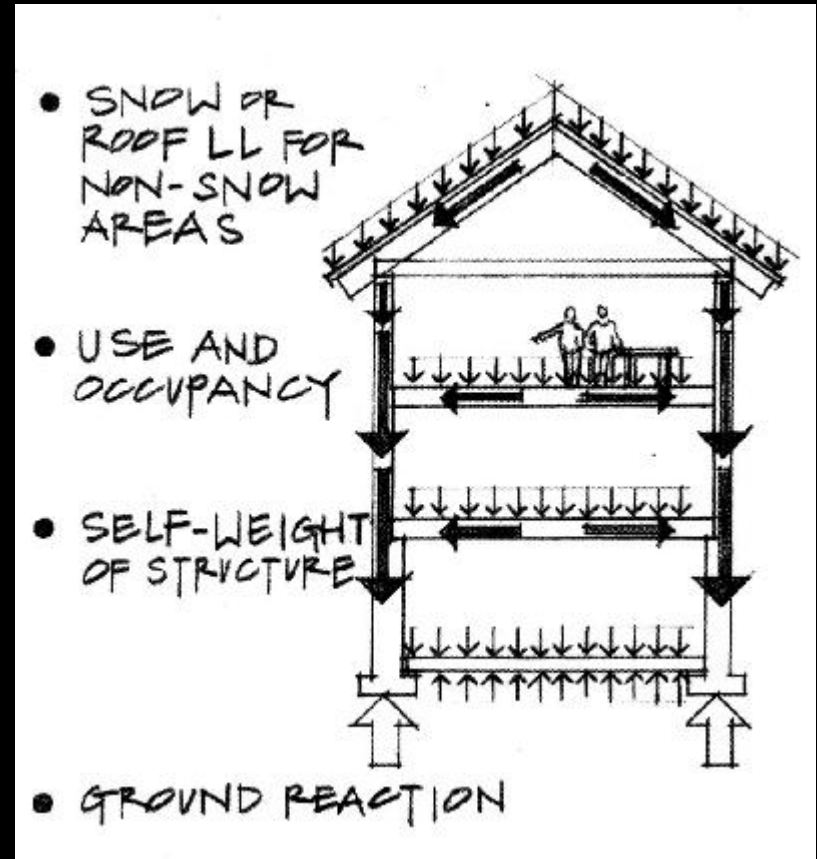 • SNOW OR
ROOF LL FOR
NON-SNOW
AREAS
• USE AND
OCCUPANCY
• SELF-WEIGHT
OF STRUCTURE
• GROUND REACTION